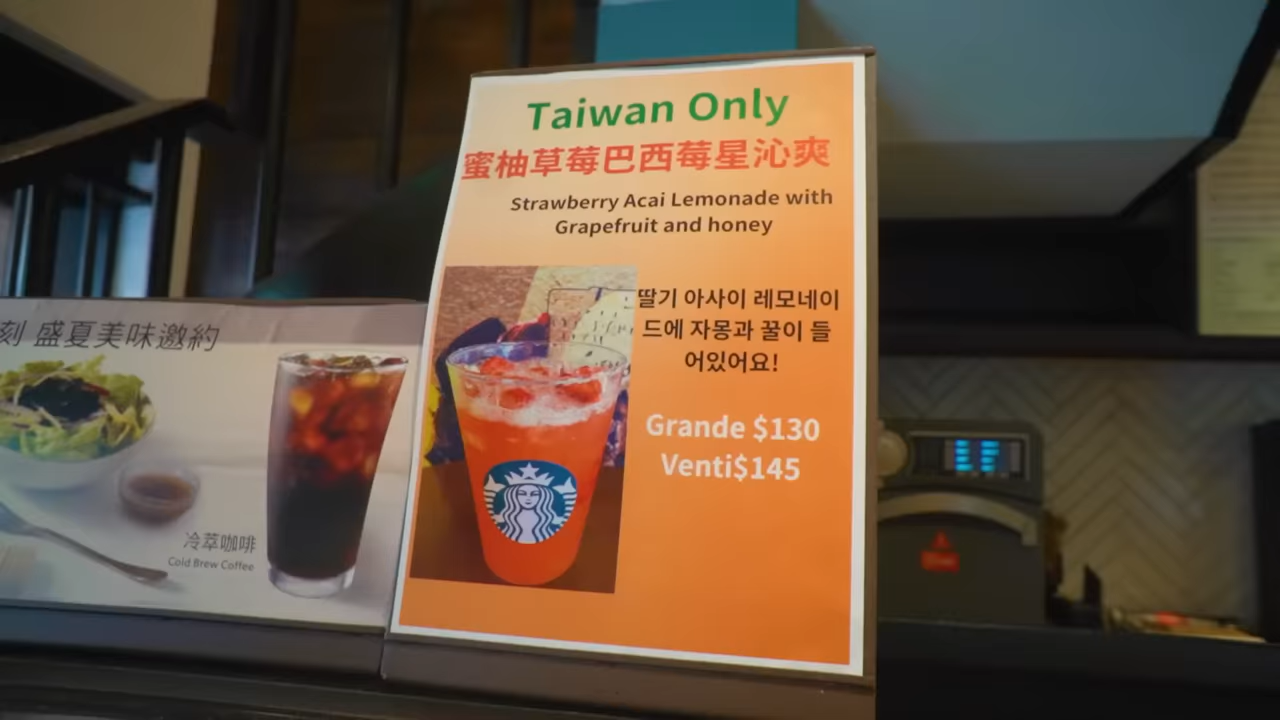 Taiwan Only
蜜柚草莓巴西莓星沁爽
Strawberry Acai Lemonade with
Grapefruit and honey
딸기 아사이 레모네이
드에 자몽과 꿀이 들
어있어요!
Grande $130
Venti$145
刻 盛夏美味邀約
冷萃咖啡
Cold Brew Coffee